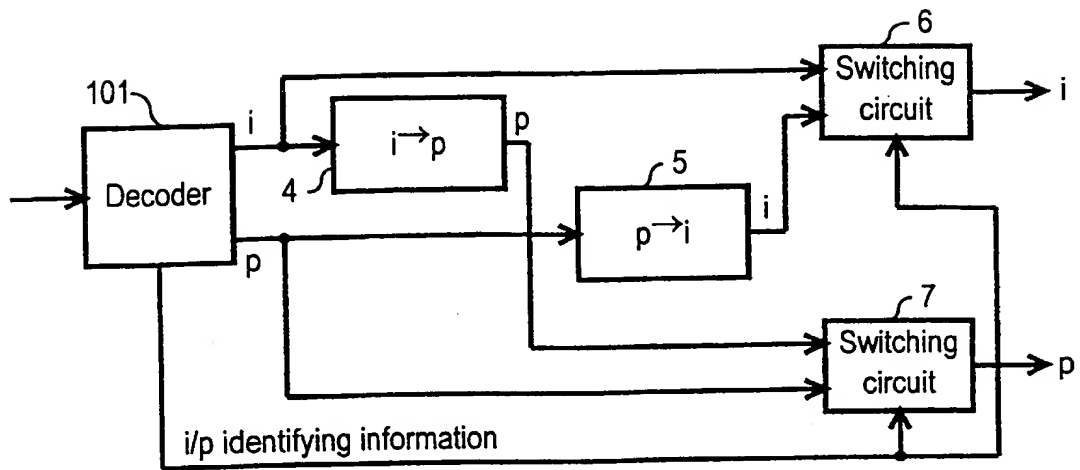 6
Switching
circuit
i
101
i
p
i→p
4
Decoder
5
i
p→i
p
7
Switching
circuit
p
i/p identifying information